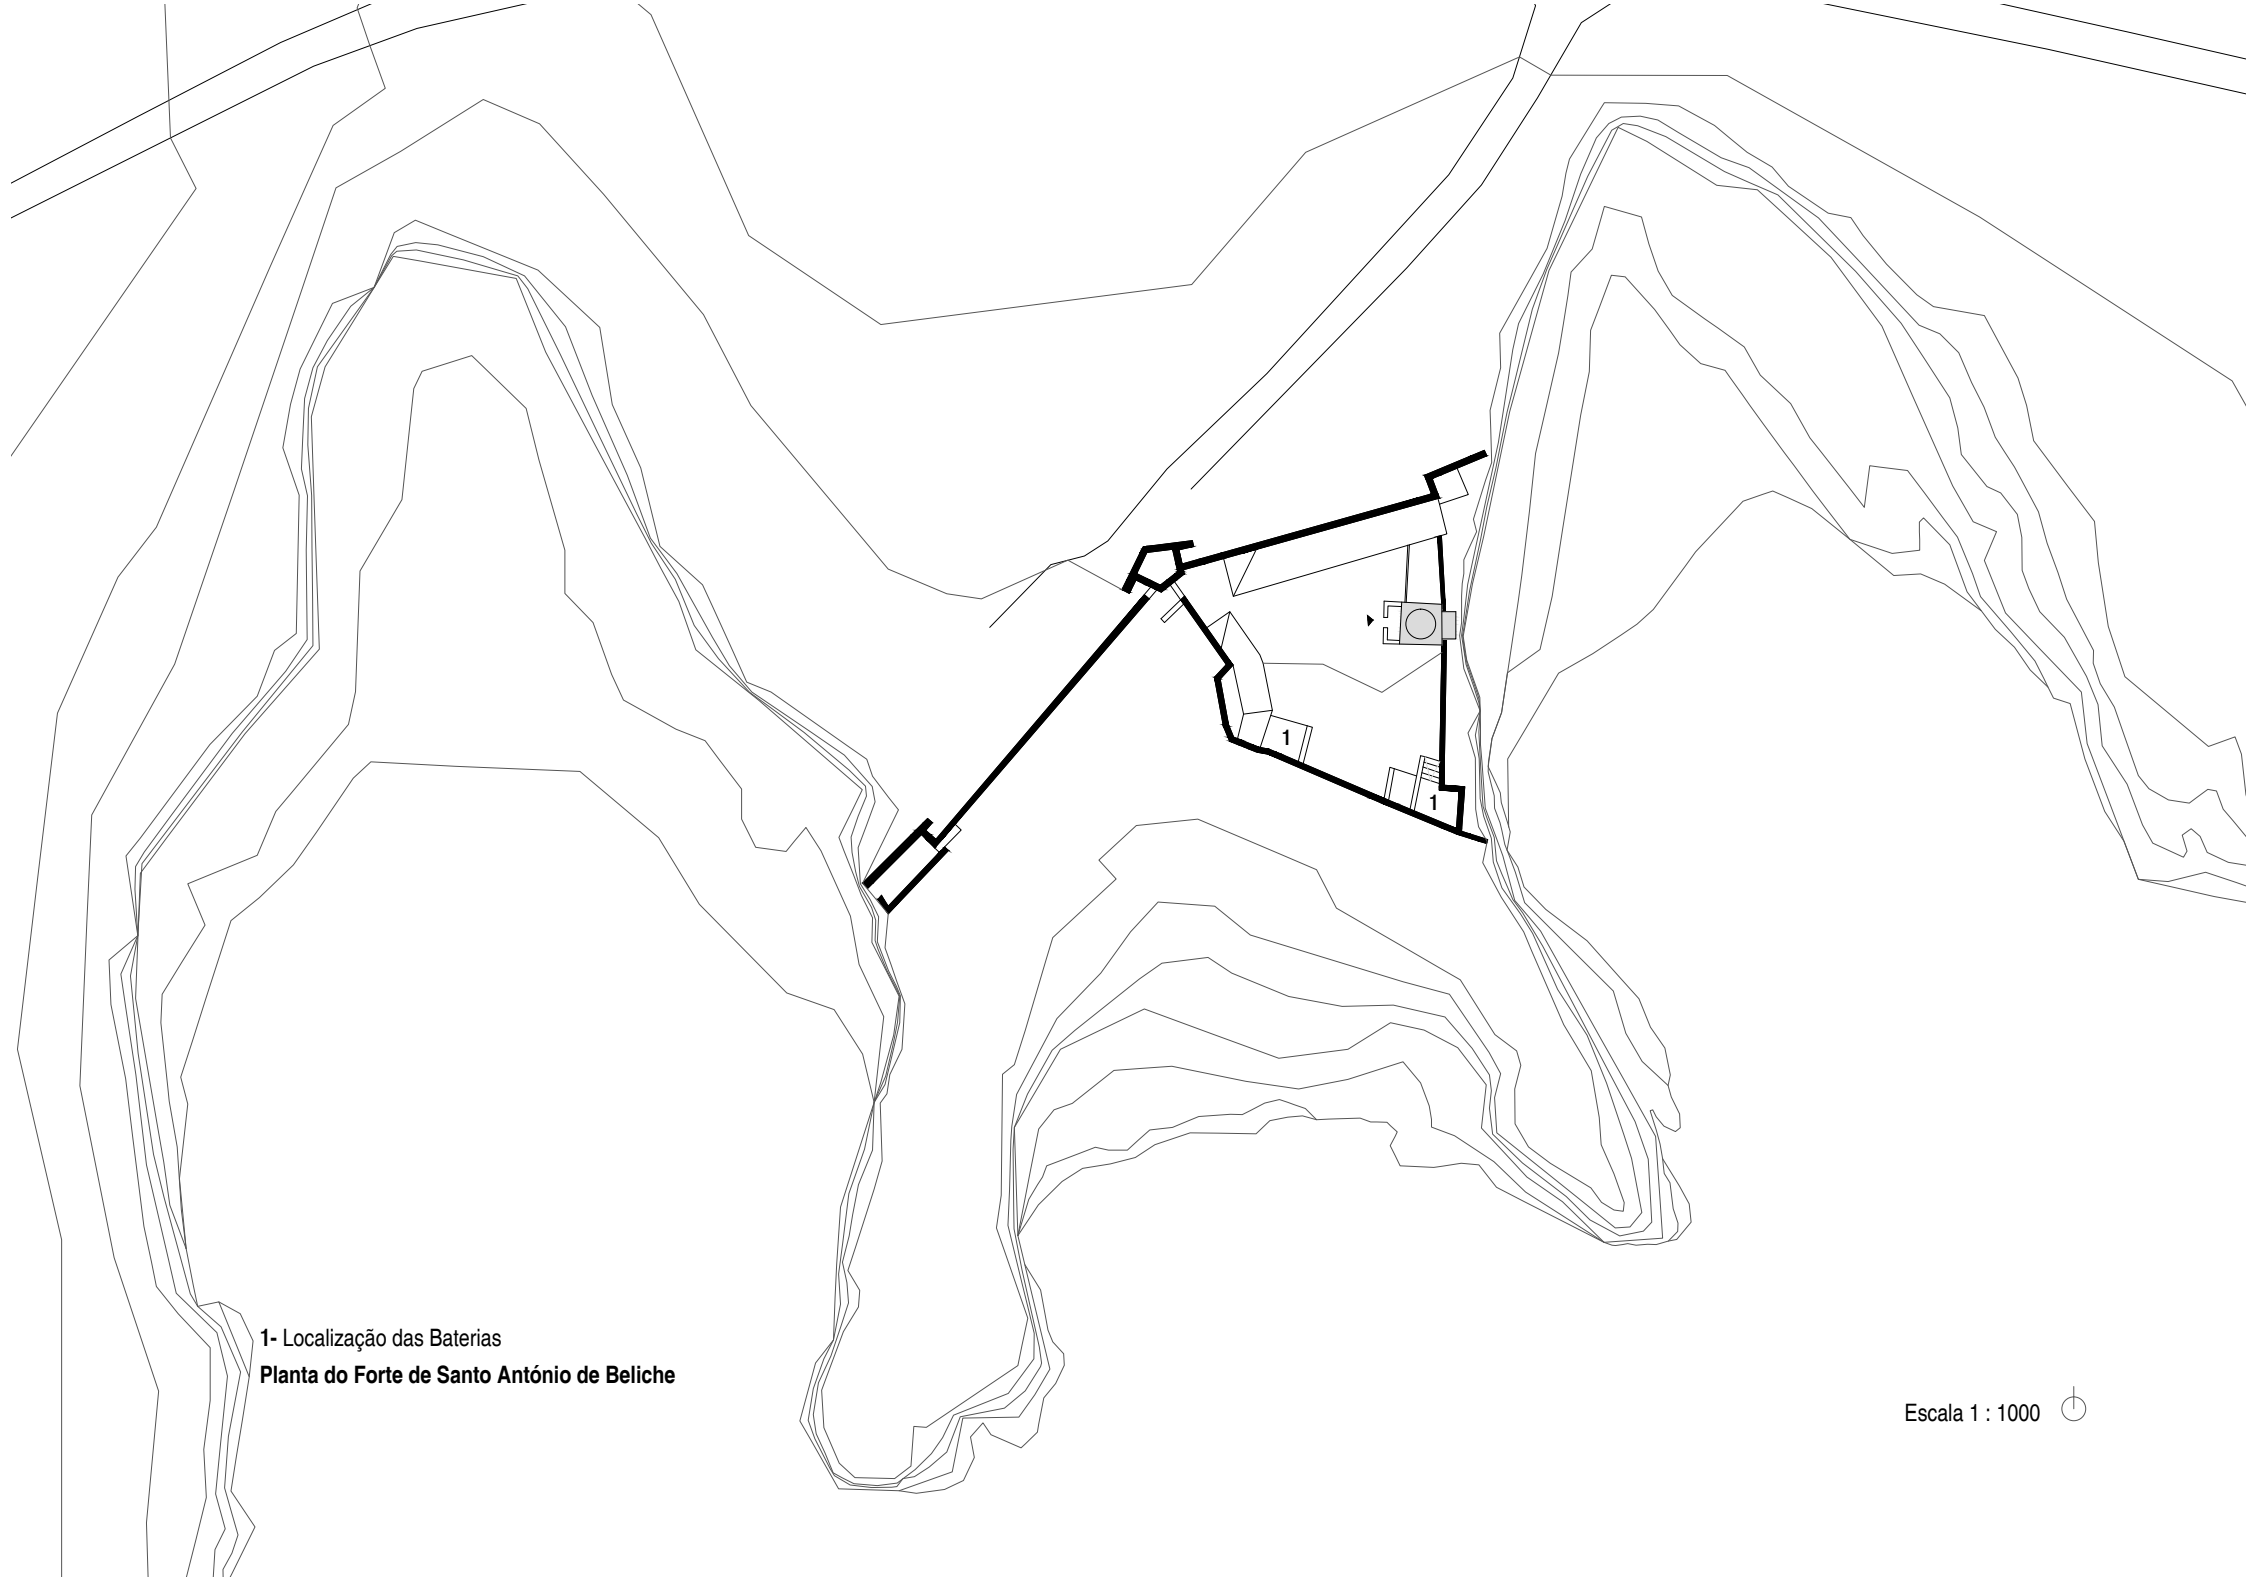 1
1
1- Localização das Baterias
Planta do Forte de Santo António de Beliche
Escala 1 : 1000